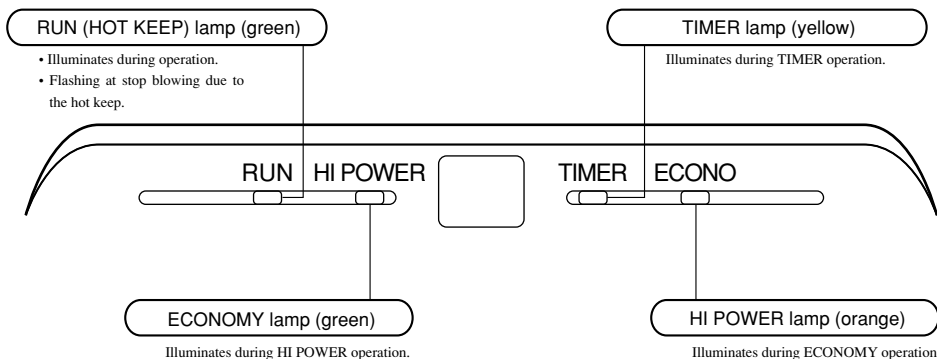 RUN (HOT KEEP) lamp (green)
• Illuminates during operation.
• Flashing at stop blowing due to
the hot keep.
TIMER lamp (yellow)
Illuminates during TIMER operation.
RUN HI POWER
TIMER ECONO
ECONOMY lamp (green)
Illuminates during HI POWER operation.
HI POWER lamp (orange)
Illuminates during ECONOMY operation